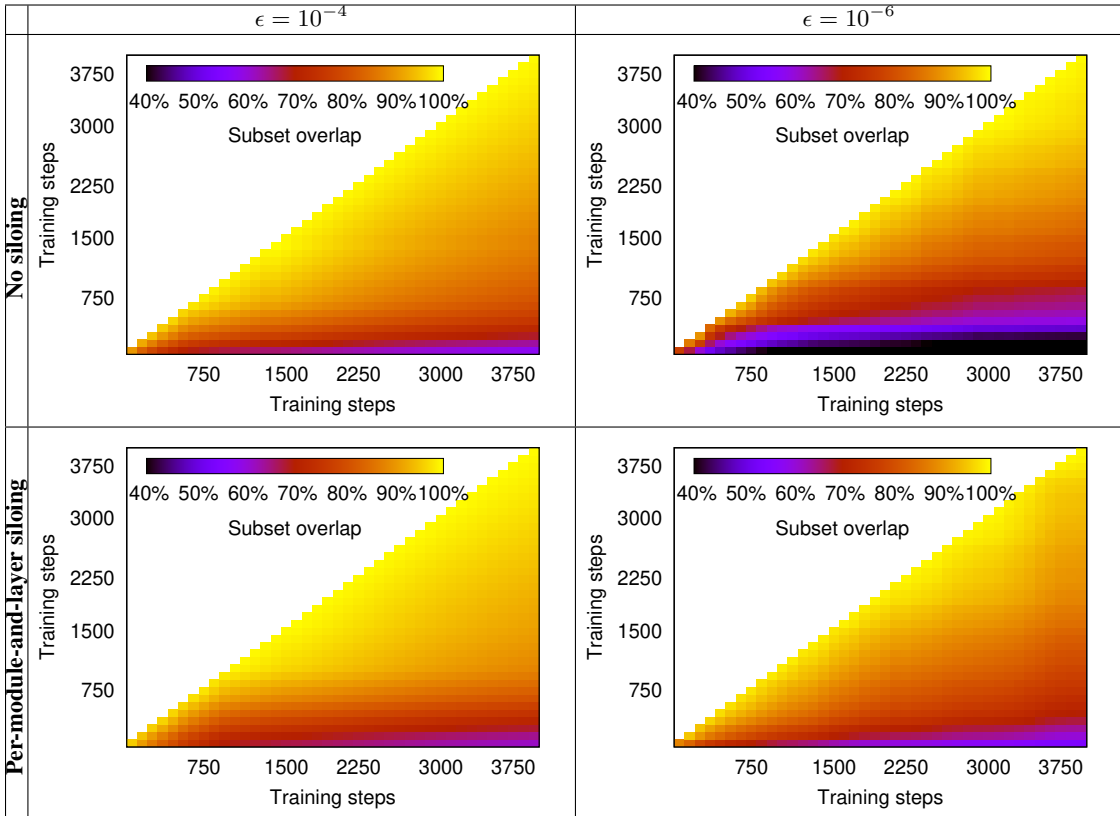 ϵ = 10⁻⁴
ϵ = 10⁻⁶
No siloing
Training steps
3750
3000
2250
1500
750
40% 50% 60% 70% 80% 90% 100%
Subset overlap
750 1500 2250 3000 3750
Training steps
Training steps
3750
3000
2250
1500
750
40% 50% 60% 70% 80% 90% 100%
Subset overlap
750 1500 2250 3000 3750
Training steps
Per-module-and-layer siloing
Training steps
3750
3000
2250
1500
750
40% 50% 60% 70% 80% 90% 100%
Subset overlap
750 1500 2250 3000 3750
Training steps
Training steps
3750
3000
2250
1500
750
40% 50% 60% 70% 80% 90% 100%
Subset overlap
750 1500 2250 3000 3750
Training steps